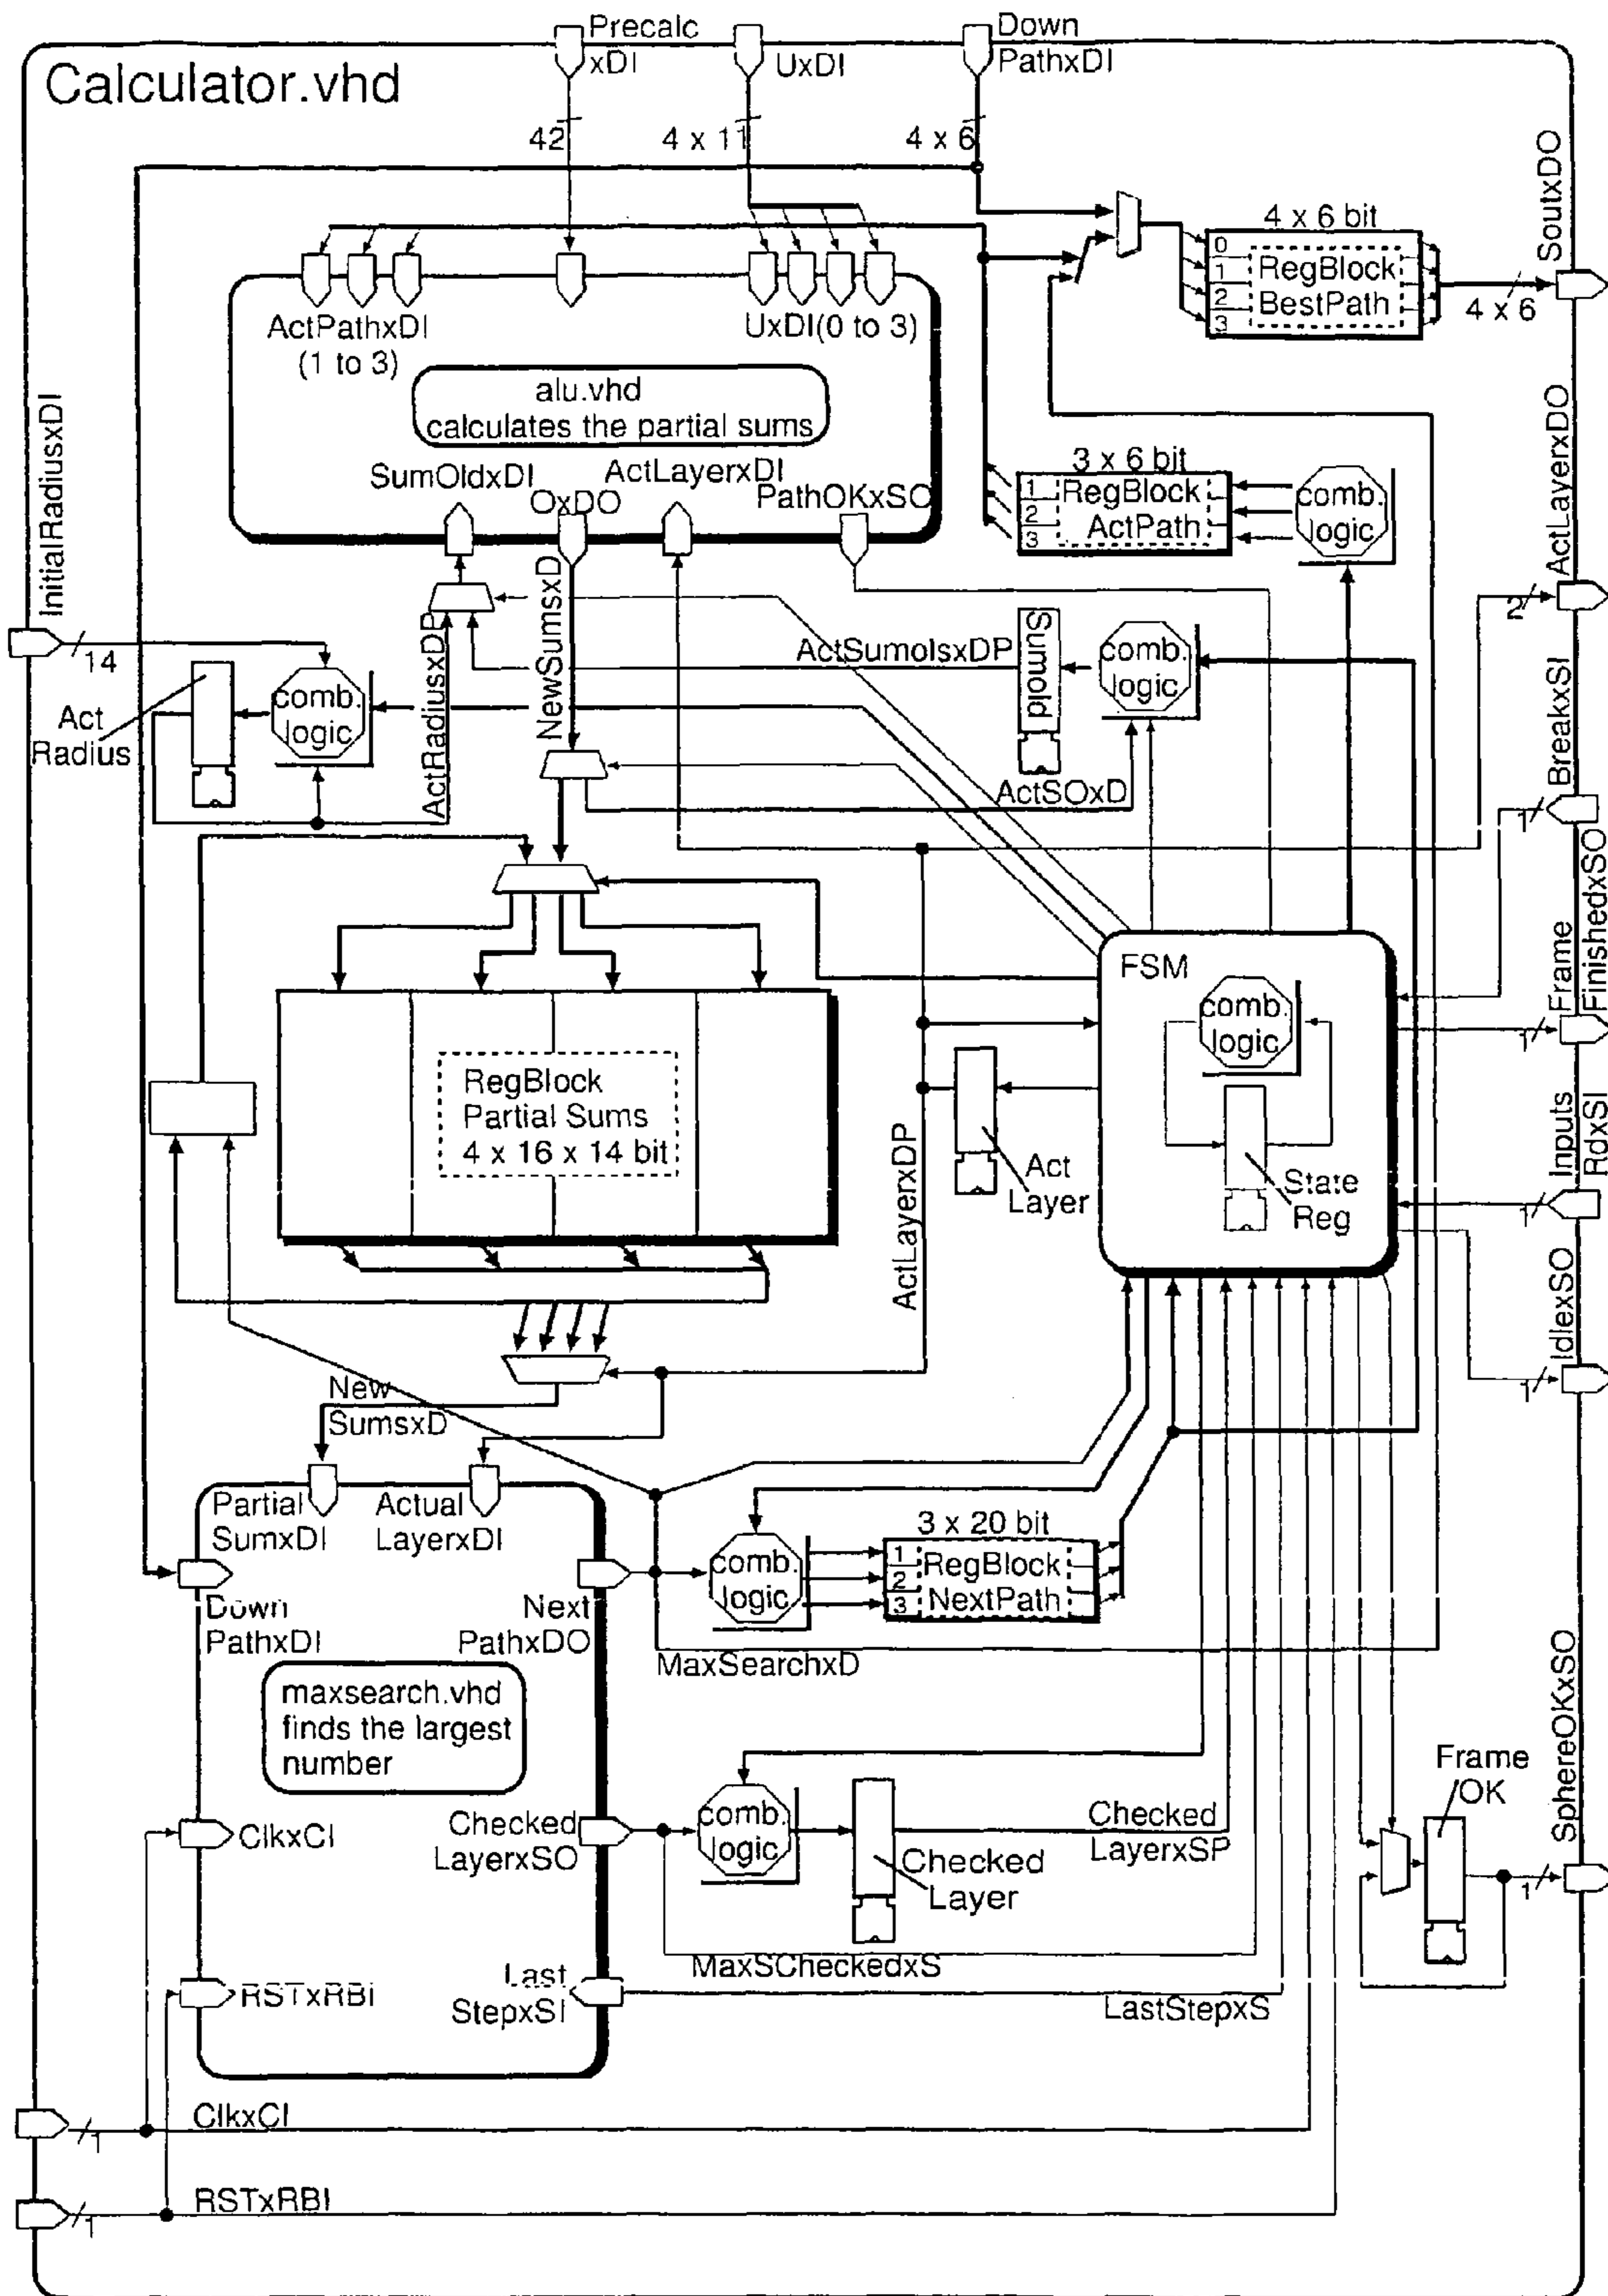 Calculator.vhd
Precalc
xDI
UxDI
Down
PathxDI
42
4 x 11
4 x 6
SoutxDO
4 x 6 bit
0
1
2
3
RegBlock
BestPath
4 x 6
ActPathxDI
(1 to 3)
UxDI(0 to 3)
alu.vhd
calculates the partial sums
SumOldxDI
OxDO
ActLayerxDI
PathOKxSO
3 x 6 bit
1
2
3
RegBlock
ActPath
comb.
logic
InitialRadiusxDI
14
Act
Radius
comb.
logic
ActRadiusxDP
NewSumsxD
ActSumolsxDP
Sumold
comb.
logic
ActSOxD
ActLayerxDO
2
BreakxSI
1
Frame
FinishedxSO
1
Inputs
RdxSI
1
IdlexSO
1
FSM
comb.
logic
State
Reg
RegBlock
Partial Sums
4 x 16 x 14 bit
Act
Layer
ActLayerxDP
New
SumsxD
Partial
SumxDI
Actual
LayerxDI
Down
PathxDI
Next
PathxDO
comb.
logic
3 x 20 bit
1
2
3
RegBlock
NextPath
MaxSearchxD
maxsearch.vhd
finds the largest
number
ClkxCI
Checked
LayerxSO
comb.
logic
Checked
Layer
Checked
LayerxSP
Frame
OK
SphereOKxSO
1
MaxSCheckedxS
RSTxRBI
Last
StepxSI
LastStepxS
ClkxCI
1
RSTxRBI
1